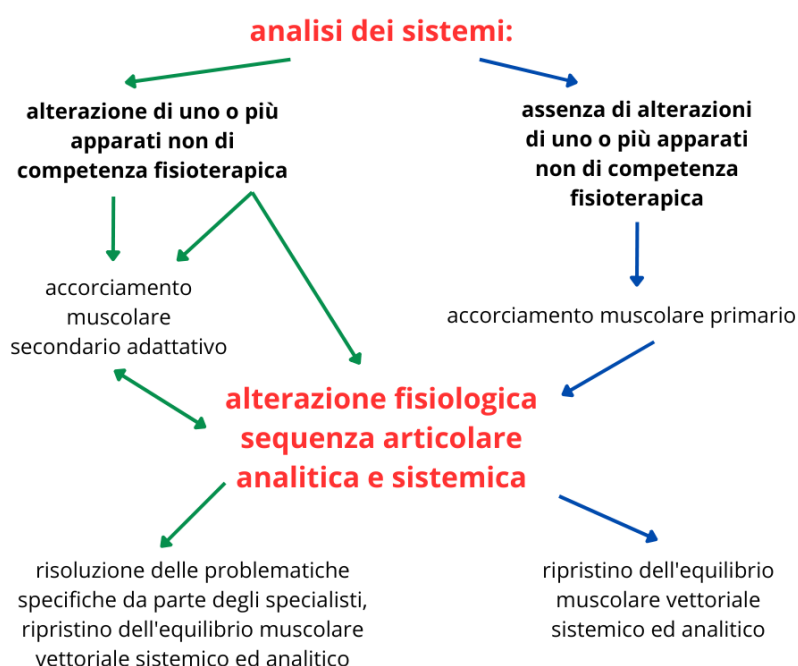 analisi dei sistemi:
alterazione di uno o più
apparati non di
competenza fisioterapica
assenza di alterazioni
di uno o più apparati
non di competenza
fisioterapica
accorciamento
muscolare
secondario adattativo
accorciamento muscolare primario
alterazione fisiologica
sequenza articolare
analitica e sistemica
risoluzione delle problematiche
specifiche da parte degli specialisti,
ripristino dell'equilibrio muscolare
vettoriale sistemico ed analitico
ripristino dell'equilibrio
muscolare vettoriale
sistemico ed analitico